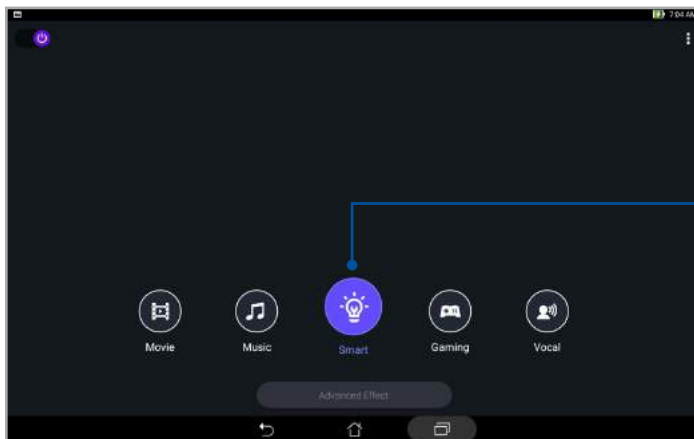 7:04 AM
Movie
Music
Smart
Gaming
Vocal
Advanced Effect